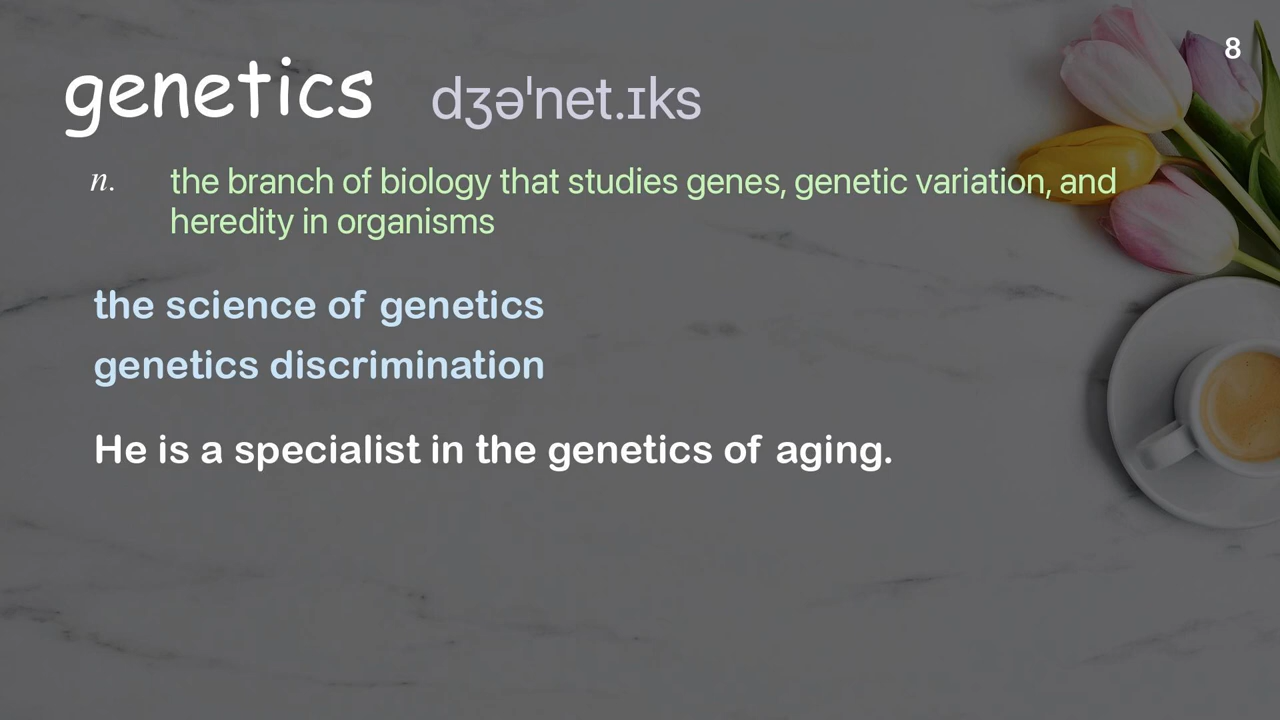 8
genetics dʒəˈnet.ɪks
n. the branch of biology that studies genes, genetic variation, and
heredity in organisms
the science of genetics
genetics discrimination
He is a specialist in the genetics of aging.